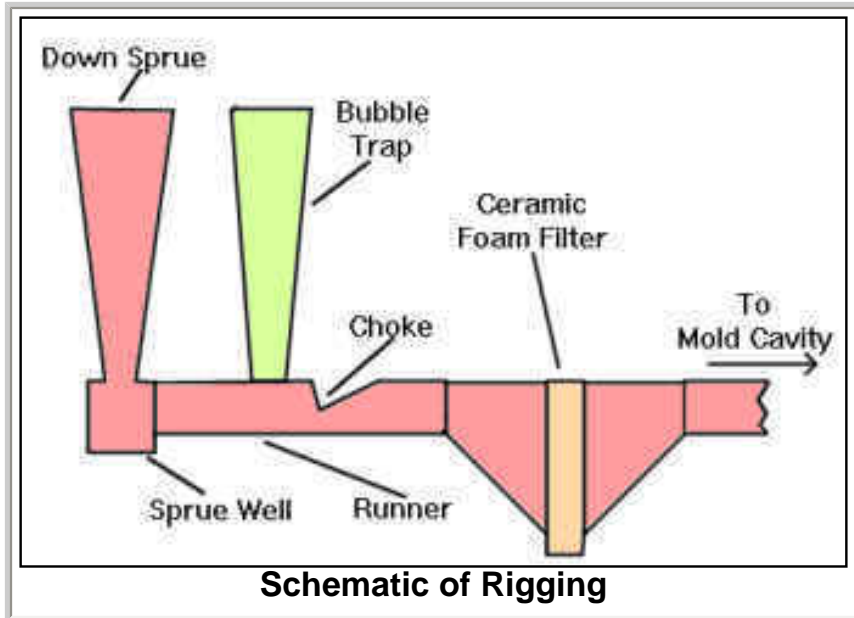 Down Sprue
Bubble
Trap
Ceramic
Foam Filter
To
Mold Cavity
Choke
Sprue Well
Runner
Schematic of Rigging